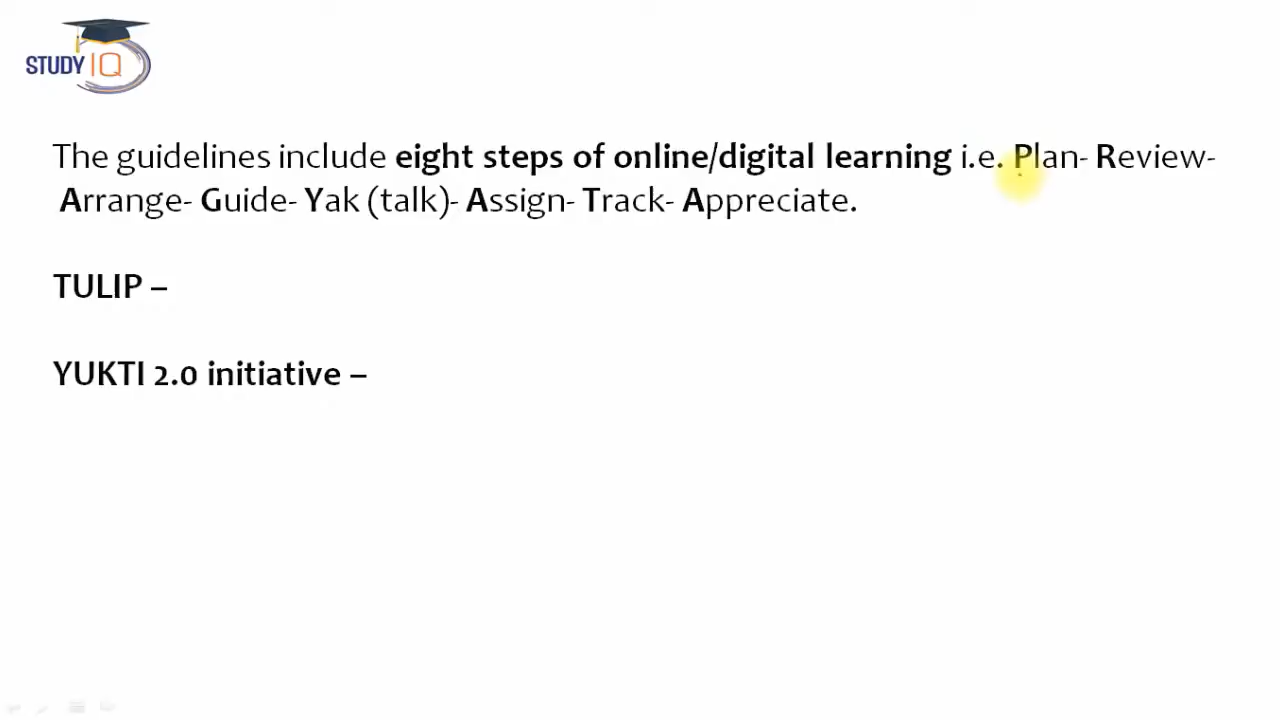 STUDY IQ
The guidelines include eight steps of online/digital learning i.e. Plan- Review-
Arrange- Guide- Yak (talk)- Assign- Track- Appreciate.
TULIP –
YUKTI 2.0 initiative –